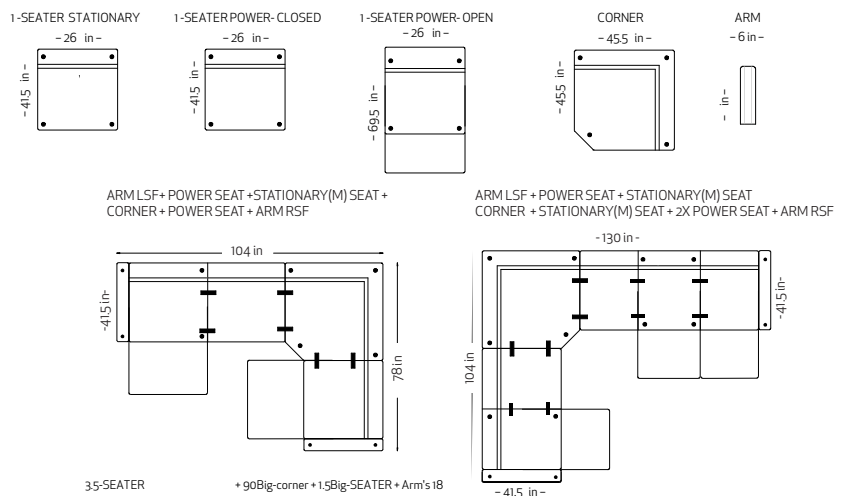 1-SEATER STATIONARY
1-SEATER POWER-CLOSED
1-SEATER POWER-OPEN
CORNER
ARM
- 26 in -
- 26 in -
- 26 in -
- 45.5 in -
- 6 in -
- 41.5 in -
- 41.5 in -
- 69.5 in -
- 45.5 in -
- in -
ARM LSF+ POWER SEAT +STATIONARY(M) SEAT +
CORNER + POWER SEAT + ARM RSF
ARM LSF + POWER SEAT + STATIONARY(M) SEAT
CORNER + STATIONARY(M) SEAT + 2X POWER SEAT + ARM RSF
104 in
-41.5 in-
78 in
- 130 in -
-41.5 in-
104 in
- 41.5 in -
3.5-SEATER
+ 90Big-corner + 1.5Big-SEATER + Arm's 18